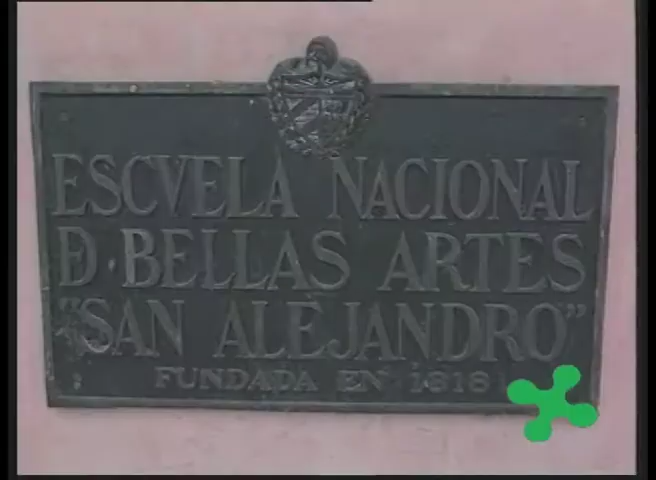 ESCVELA NACIONAL
D·BELLAS ARTES
"SAN ALEJANDRO"
FUNDADA EN 1818